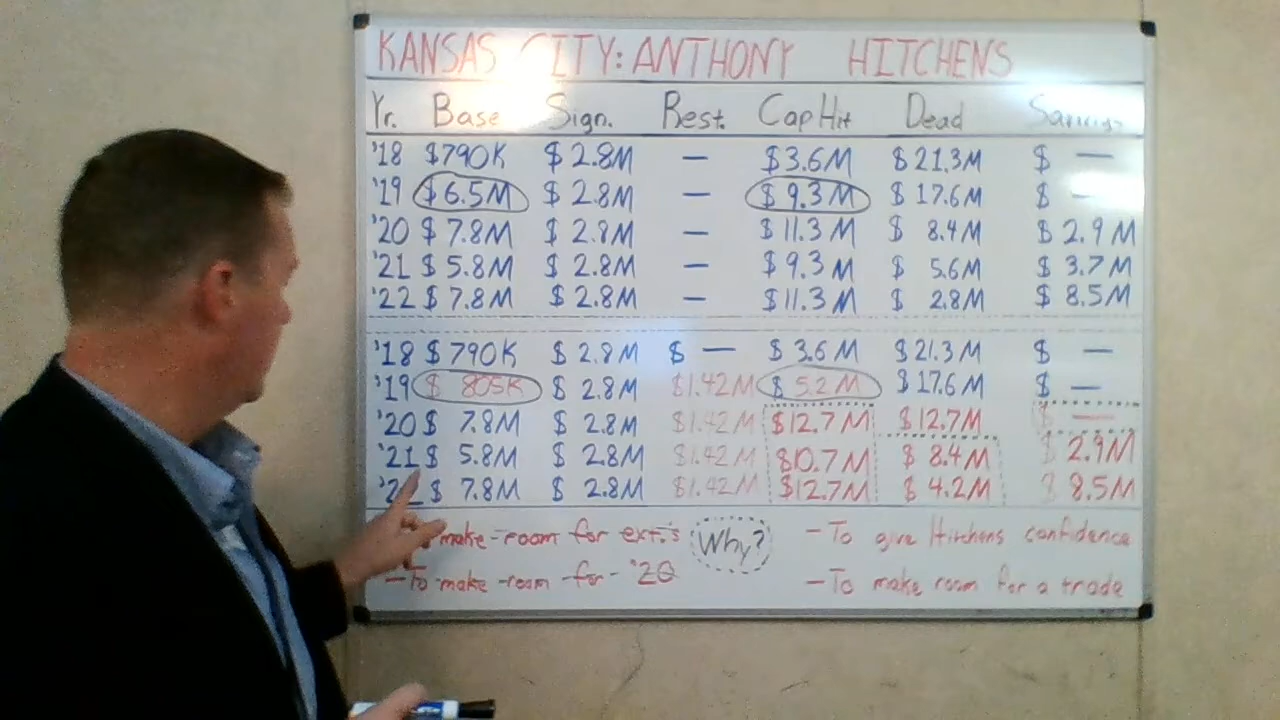 KANSAS CITY: ANTHONY HITCHENS
Yr. Base Sign. Rest. Cap Hit Dead Savings
'18 $790K $2.8M — $3.6M $21.3M $ —
'19 $6.5M $2.8M — $9.3M $17.6M $ —
'20 $7.8M $2.8M — $11.3M $8.4M $2.9M
'21 $5.8M $2.8M — $9.3M $5.6M $3.7M
'22 $7.8M $2.8M — $11.3M $2.8M $8.5M
'18 $790K $2.8M $ — $3.6M $21.3M $ —
'19 $805K $2.8M $1.42M $5.2M $17.6M $ —
'20 $7.8M $2.8M $1.42M $12.7M $12.7M $ —
'21 $5.8M $2.8M $1.42M $10.7M $8.4M $2.9M
$7.8M $2.8M $1.42M $12.7M $4.2M $8.5M
make room for ext.'s Why? - To give Hitchens confidence
- To make room for '20 - To make room for a trade